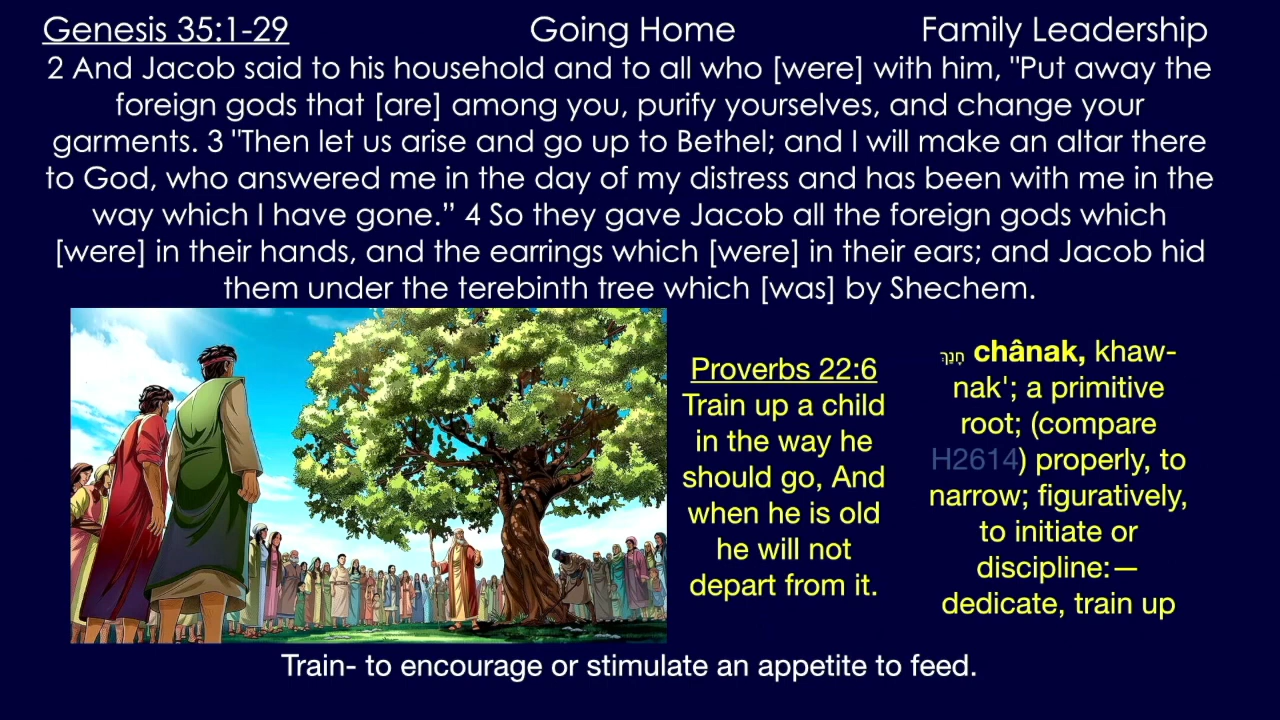 Genesis 35:1-29 Going Home Family Leadership
2 And Jacob said to his household and to all who [were] with him, "Put away the
foreign gods that [are] among you, purify yourselves, and change your
garments. 3 "Then let us arise and go up to Bethel; and I will make an altar there
to God, who answered me in the day of my distress and has been with me in the
way which I have gone.” 4 So they gave Jacob all the foreign gods which
[were] in their hands, and the earrings which [were] in their ears; and Jacob hid
them under the terebinth tree which [was] by Shechem.
Proverbs 22:6
Train up a child
in the way he
should go, And
when he is old
he will not
depart from it.
חָנַךְ chânak, khaw-
nak'; a primitive
root; (compare
H2614) properly, to
narrow; figuratively,
to initiate or
discipline:—
dedicate, train up
Train- to encourage or stimulate an appetite to feed.